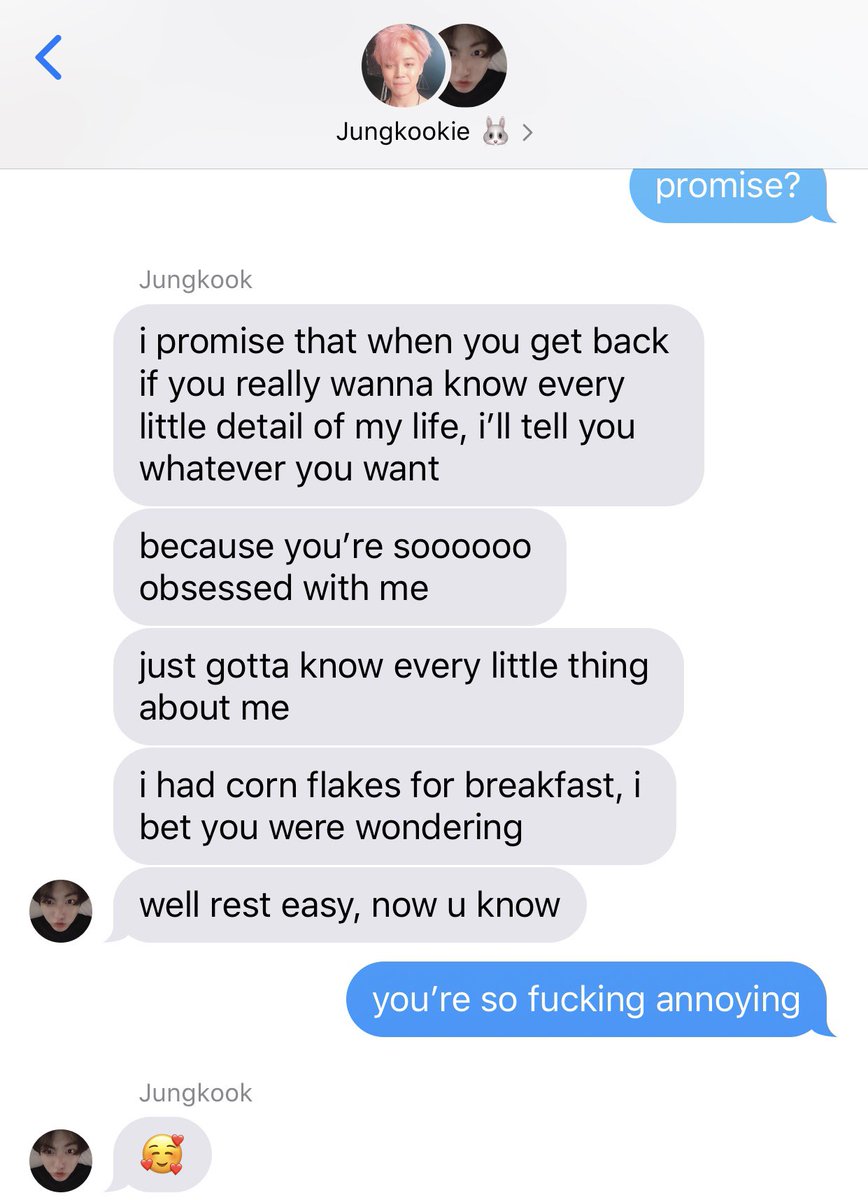 Jungkookie 🐰
promise?
Jungkook
i promise that when you get back
if you really wanna know every
little detail of my life, i’ll tell you
whatever you want
because you’re soooooo
obsessed with me
just gotta know every little thing
about me
i had corn flakes for breakfast, i
bet you were wondering
well rest easy, now u know
you’re so fucking annoying
Jungkook
🥰